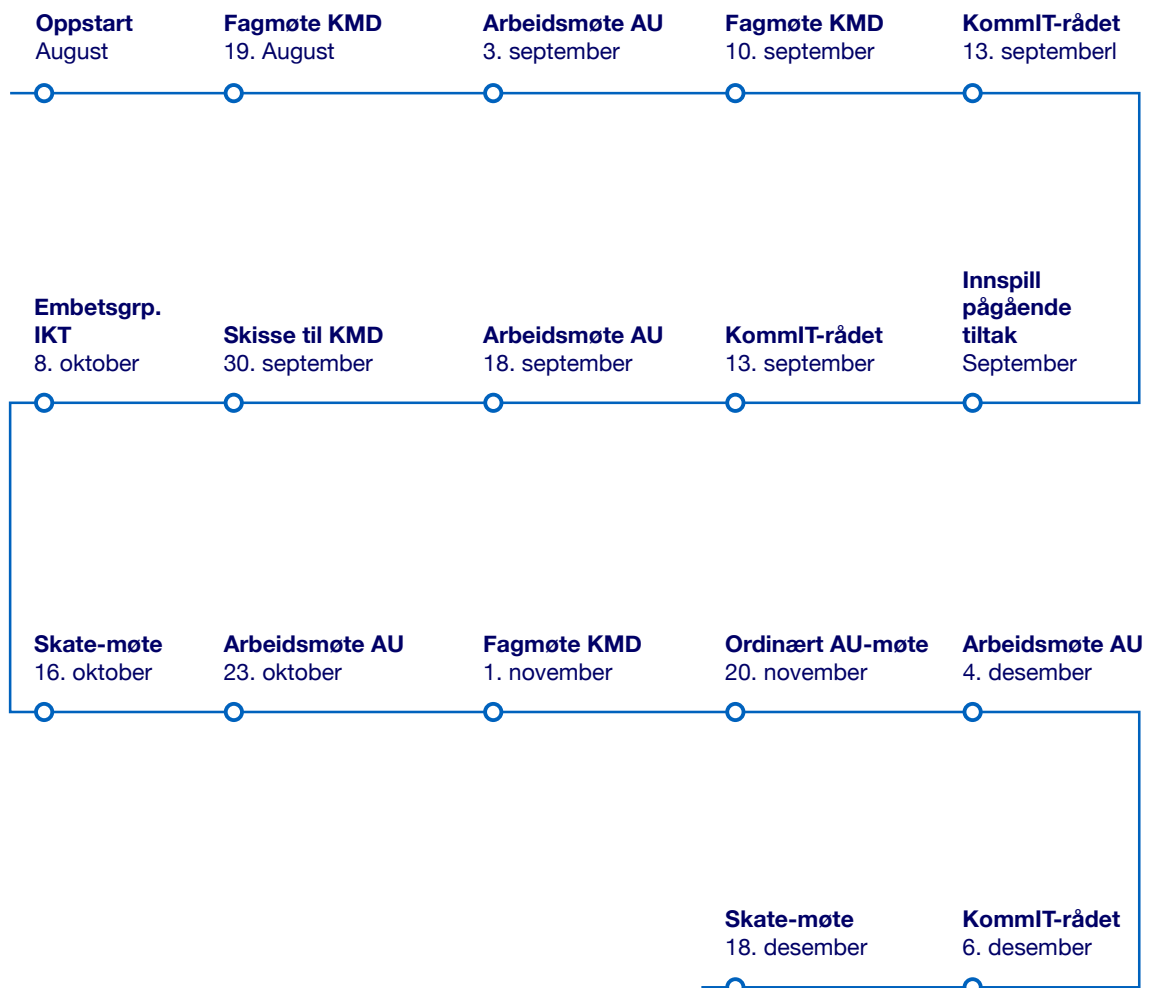 Oppstart
August
Fagmøte KMD
19. August
Arbeidsmøte AU
3. september
Fagmøte KMD
10. september
KommIT-rådet
13. septemberl
Embetsgrp.
IKT
8. oktober
Skisse til KMD
30. september
Arbeidsmøte AU
18. september
KommIT-rådet
13. september
Innspill
pågående
tiltak
September
Skate-møte
16. oktober
Arbeidsmøte AU
23. oktober
Fagmøte KMD
1. november
Ordinært AU-møte
20. november
Arbeidsmøte AU
4. desember
Skate-møte
18. desember
KommIT-rådet
6. desember